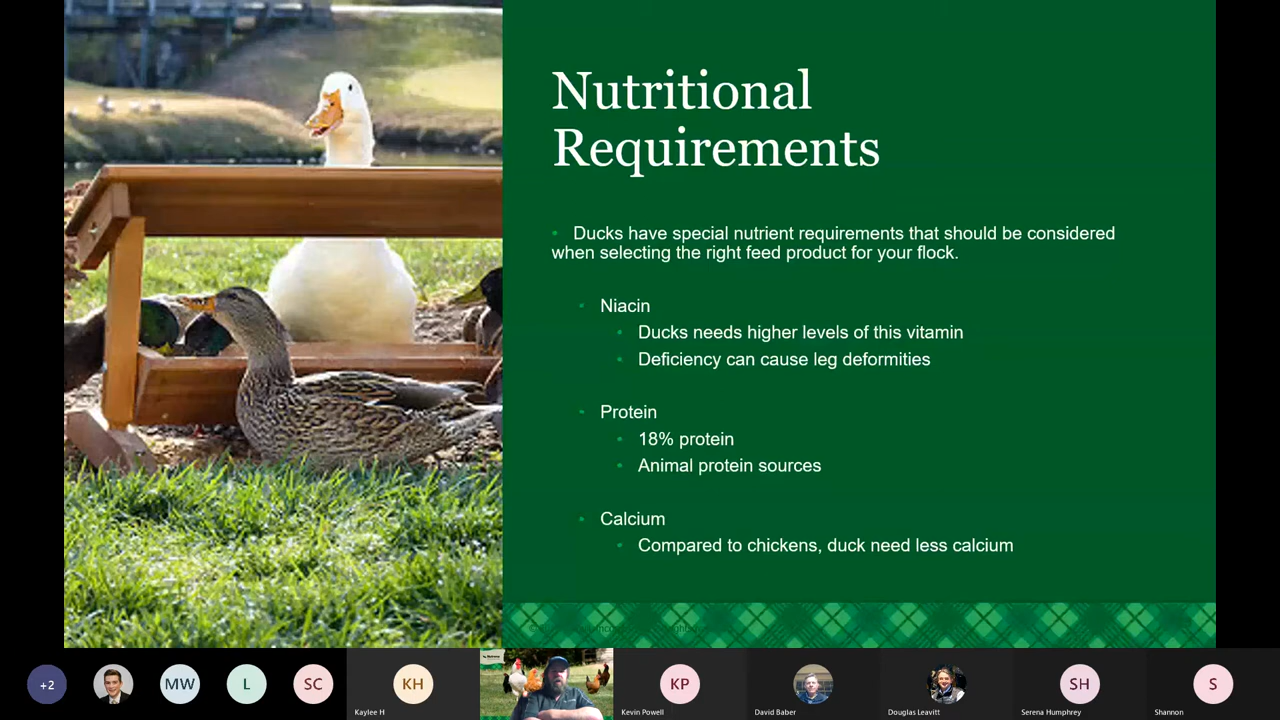 Nutritional
Requirements
• Ducks have special nutrient requirements that should be considered
when selecting the right feed product for your flock.
• Niacin
• Ducks needs higher levels of this vitamin
• Deficiency can cause leg deformities
• Protein
• 18% protein
• Animal protein sources
• Calcium
• Compared to chickens, duck need less calcium
+2
MW
L
SC
KH
KP
SH
S
Kaylee H
Kevin Powell
David Baber
Douglas Leavitt
Serena Humphrey
Shannon